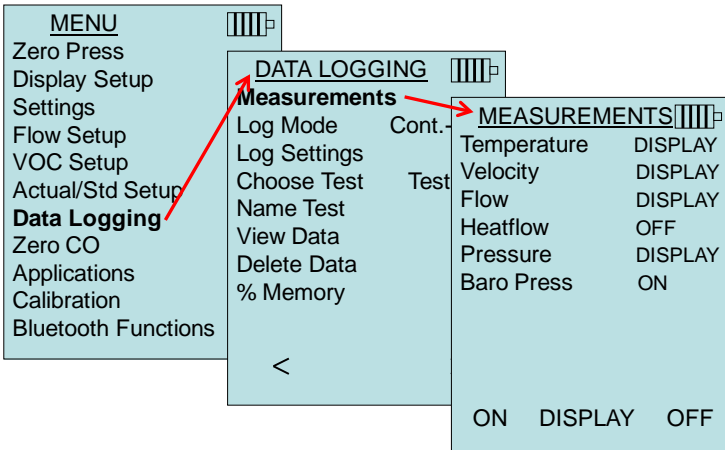 MENU
Zero Press
Display Setup
Settings
Flow Setup
VOC Setup
Actual/Std Setup
Data Logging
Zero CO
Applications
Calibration
Bluetooth Functions
DATA LOGGING
Measurements
Log Mode Cont.-
Log Settings
Choose Test Test
Name Test
View Data
Delete Data
% Memory
<
MEASUREMENTS
Temperature DISPLAY
Velocity DISPLAY
Flow DISPLAY
Heatflow OFF
Pressure DISPLAY
Baro Press ON
ON DISPLAY OFF